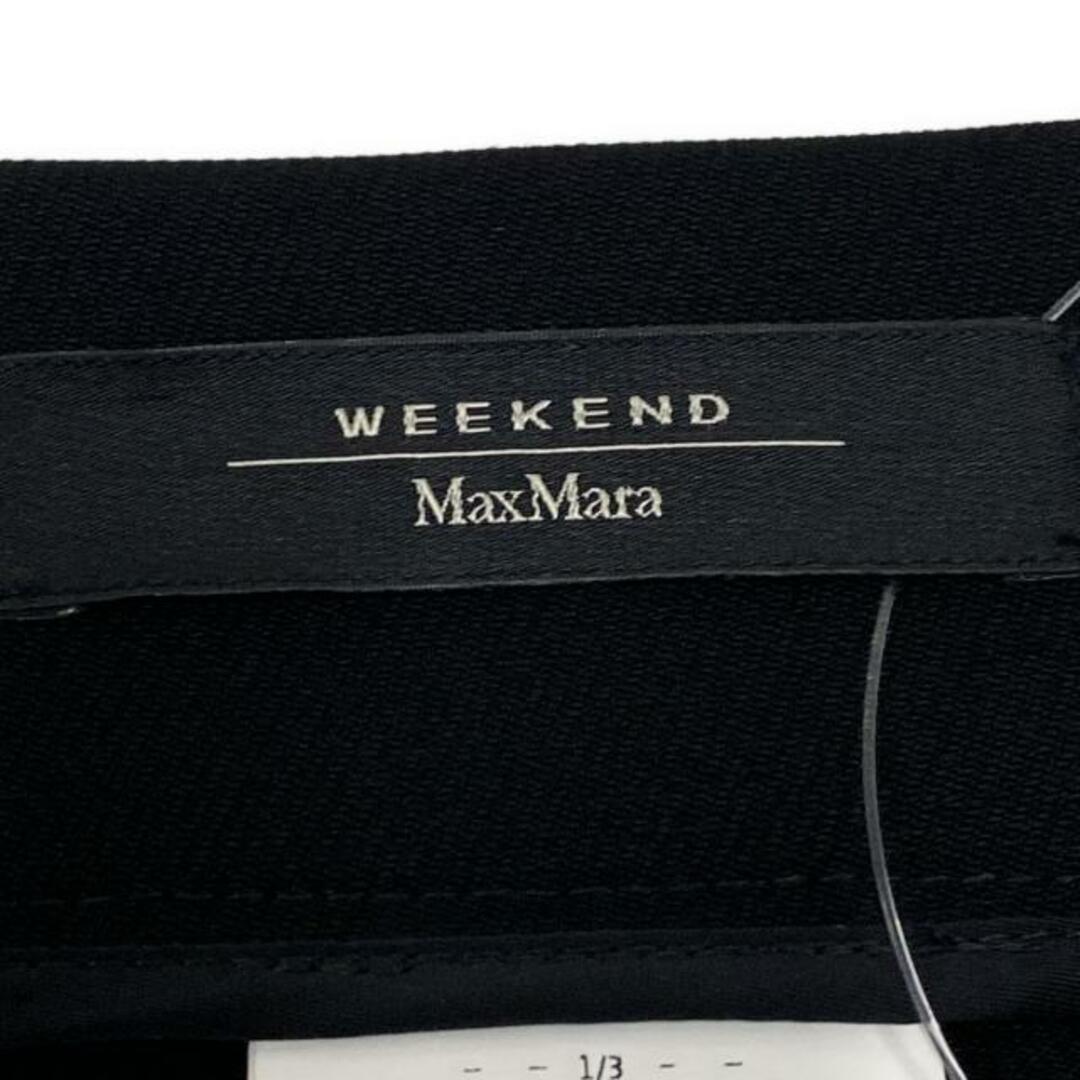 WEEKEND
MaxMara
- - 1/3 - -